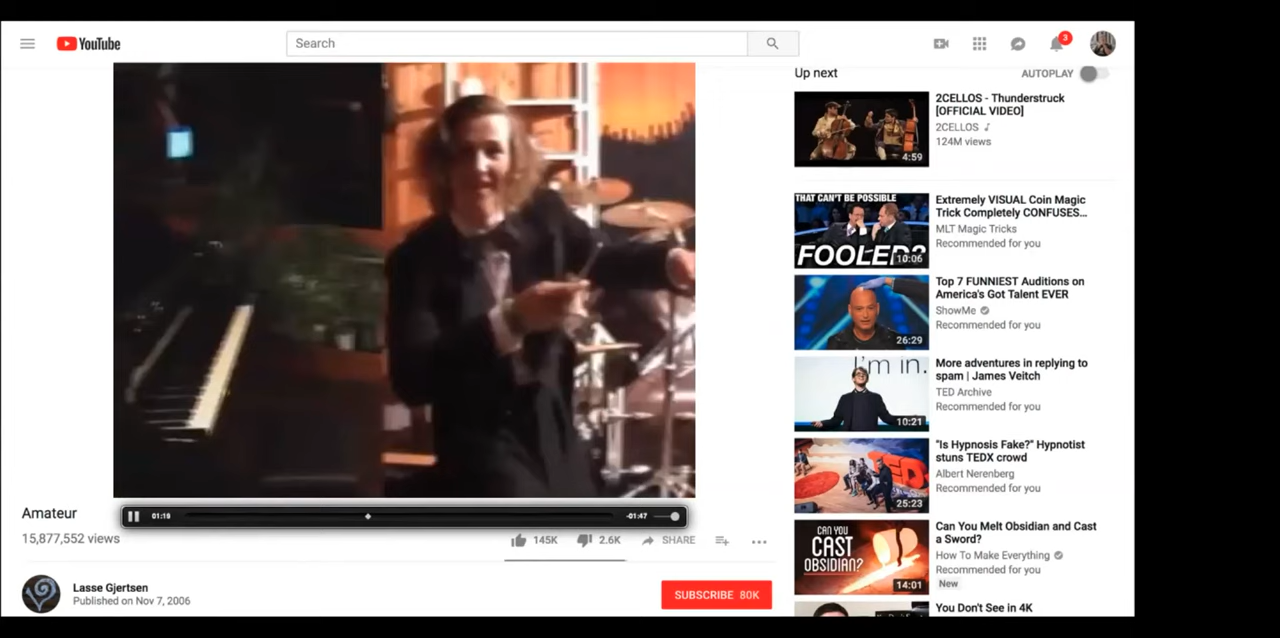 YouTube
Search
3
Up next
AUTOPLAY
4:59
2CELLOS - Thunderstruck
[OFFICIAL VIDEO]
2CELLOS
124M views
THAT CAN'T BE POSSIBLE
FOOLED?
10:06
Extremely VISUAL Coin Magic
Trick Completely CONFUSES...
MLT Magic Tricks
Recommended for you
26:29
Top 7 FUNNIEST Auditions on
America's Got Talent EVER
ShowMe
Recommended for you
I'm in.
10:21
More adventures in replying to
spam | James Veitch
TED Archive
Recommended for you
TED
25:23
"Is Hypnosis Fake?" Hypnotist
stuns TEDX crowd
Albert Nerenberg
Recommended for you
CAN YOU
CAST
OBSIDIAN?
14:01
Can You Melt Obsidian and Cast
a Sword?
How To Make Everything
Recommended for you
New
You Don't See in 4K
01:19
-01:47
Amateur
15,877,552 views
145K
2.6K
SHARE
Lasse Gjertsen
Published on Nov 7, 2006
SUBSCRIBE 80K